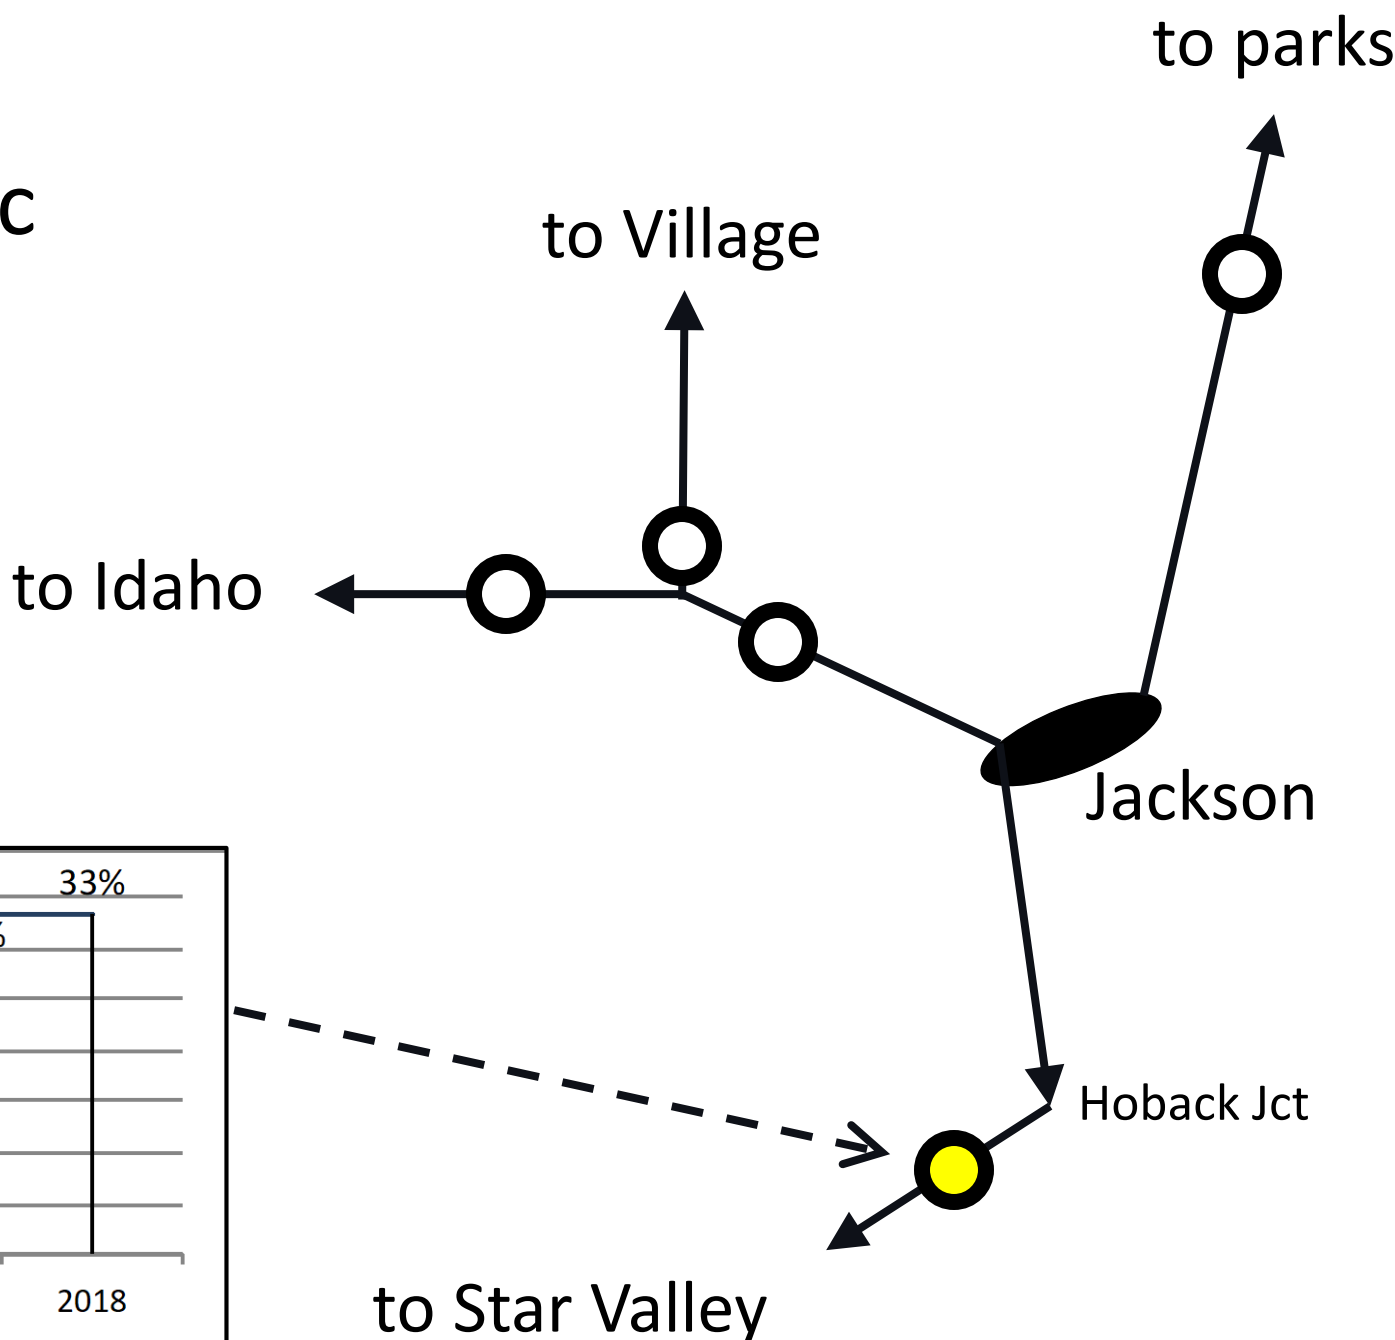 to parks
c
to Village
to Idaho
Jackson
33%
%
Hoback Jct
2018
to Star Valley